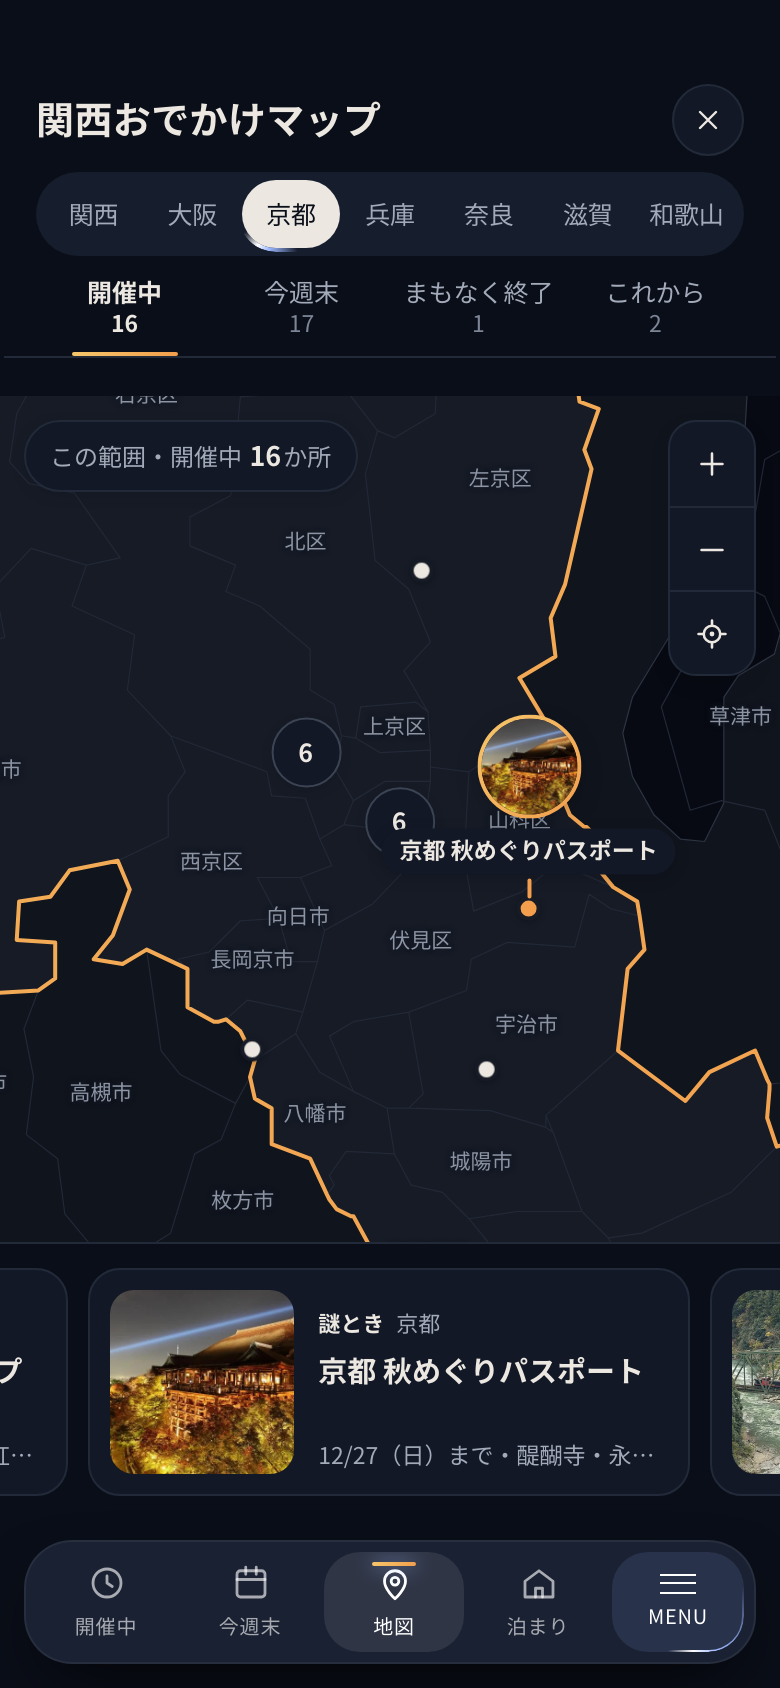 関西おでかけマップ
関西 大阪 京都 兵庫 奈良 滋賀 和歌山
開催中 今週末 まもなく終了 これから
16 17 1 2
この範囲・開催中 16か所
左京区
北区
上京区
草津市
6
市
6
山科区
京都 秋めぐりパスポート
西京区
向日市
伏見区
長岡京市
宇治市
高槻市
八幡市
城陽市
枚方市
謎とき 京都
プ
京都 秋めぐりパスポート
12/27（日）まで・醍醐寺・永…
開催中 今週末 地図 泊まり MENU